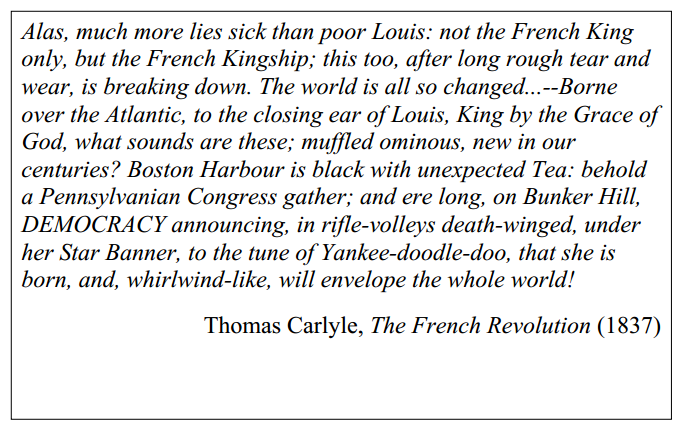 Alas, much more lies sick than poor Louis: not the French King
only, but the French Kingship; this too, after long rough tear and
wear, is breaking down. The world is all so changed...--Borne
over the Atlantic, to the closing ear of Louis, King by the Grace of
God, what sounds are these; muffled ominous, new in our
centuries? Boston Harbour is black with unexpected Tea: behold
a Pennsylvanian Congress gather; and ere long, on Bunker Hill,
DEMOCRACY announcing, in rifle-volleys death-winged, under
her Star Banner, to the tune of Yankee-doodle-doo, that she is
born, and, whirlwind-like, will envelope the whole world!
Thomas Carlyle, The French Revolution (1837)